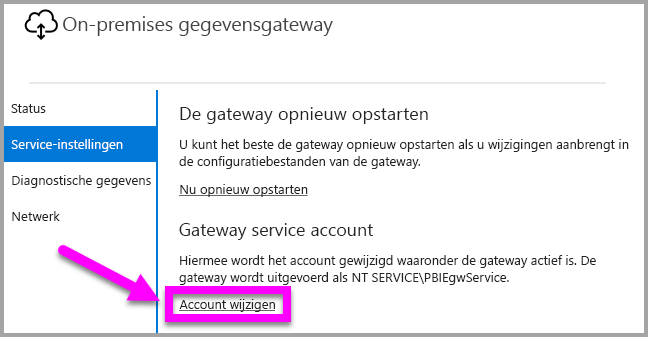 On-premises gegevensgateway
Status
Service-instellingen
Diagnostische gegevens
Netwerk
De gateway opnieuw opstarten
U kunt het beste de gateway opnieuw opstarten als u wijzigingen aanbrengt in
de configuratiebestanden van de gateway.
Nu opnieuw opstarten
Gateway service account
Hiermee wordt het account gewijzigd waaronder de gateway actief is. De
gateway wordt uitgevoerd als NT SERVICE\PBIEgwService.
Account wijzigen